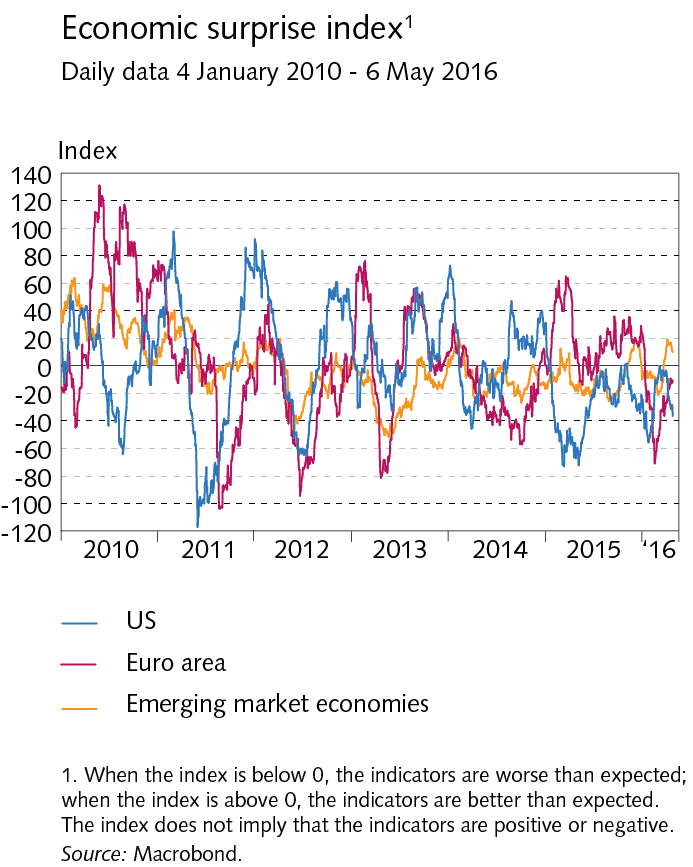 Economic surprise index¹
Daily data 4 January 2010 - 6 May 2016
Index
140
120
100
80
60
40
20
0
-20
-40
-60
-80
-100
-120
2010 2011 2012 2013 2014 2015 ‘16
US
Euro area
Emerging market economies
1. When the index is below 0, the indicators are worse than expected;
when the index is above 0, the indicators are better than expected.
The index does not imply that the indicators are positive or negative.
Source: Macrobond.